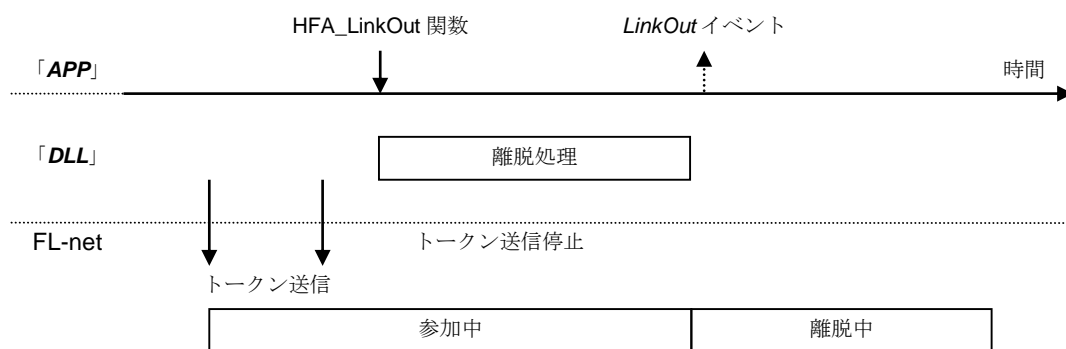 HFA_LinkOut 関数
LinkOut イベント
「APP」
時間
「DLL」
離脱処理
FL-net
トークン送信停止
トークン送信
参加中
離脱中